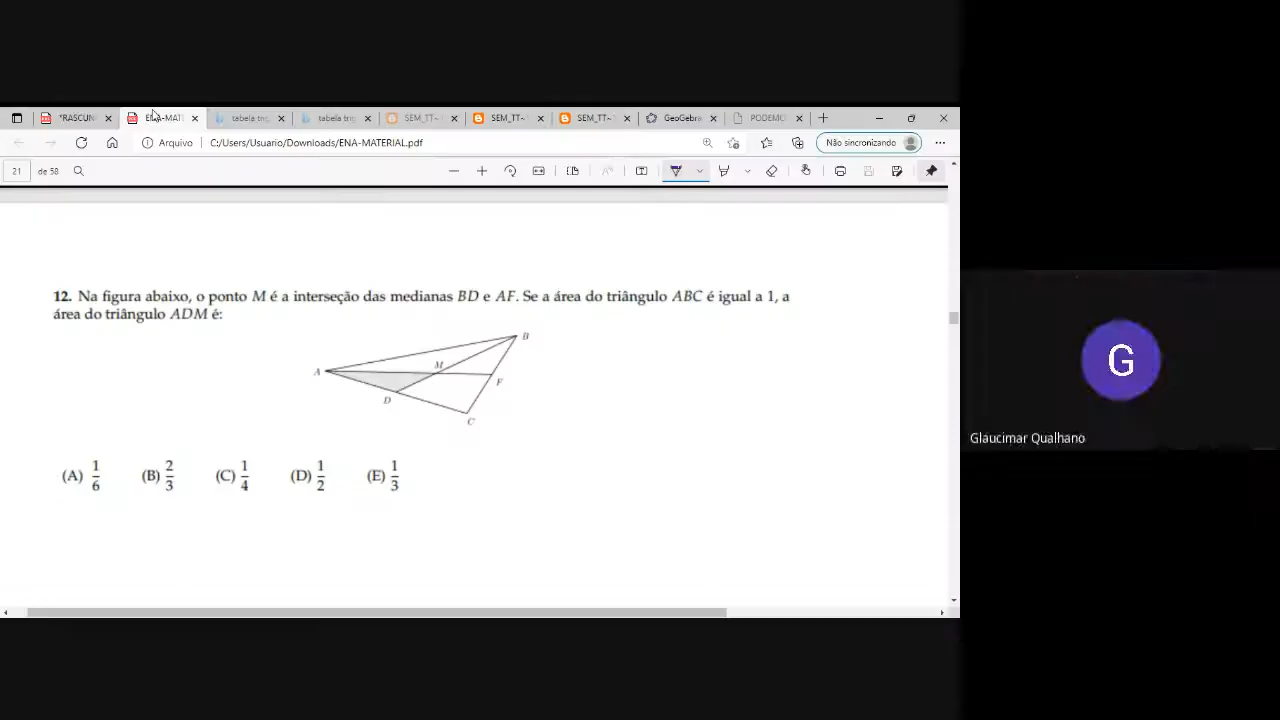 *RASCUN
ENA-MAT
tabela trig
tabela trig
SEM_TT~
SEM_TT~
SEM_TT~
GeoGebra
PODEMO
Arquivo
C:/Users/Usuario/Downloads/ENA-MATERIAL.pdf
Não sincronizando
21
de 58
12. Na figura abaixo, o ponto M é a interseção das medianas BD e AF. Se a área do triângulo ABC é igual a 1, a
área do triângulo ADM é:
B
M
A
F
D
C
(A) 1/6 (B) 2/3 (C) 1/4 (D) 1/2 (E) 1/3
G
Glaucimar Qualhano